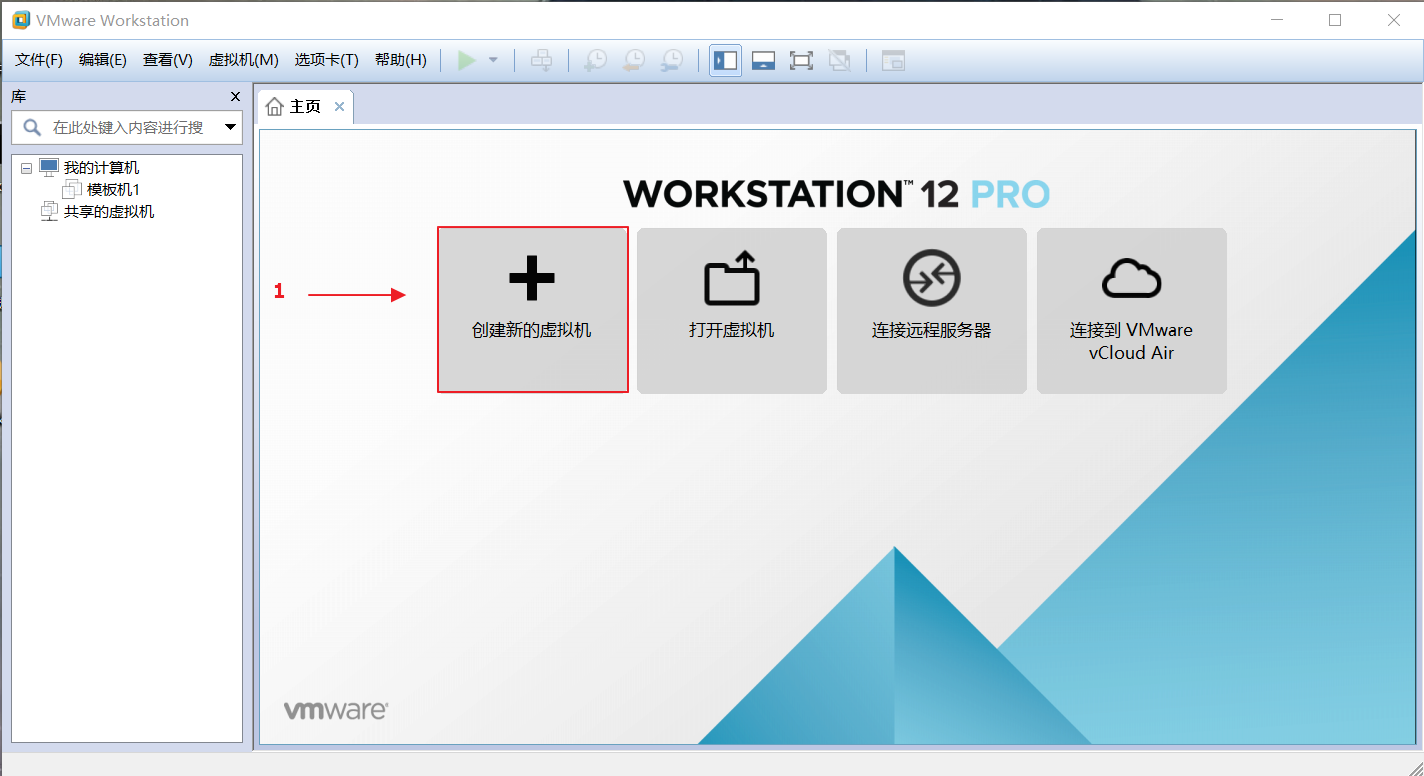 VMware Workstation
文件(F) 编辑(E) 查看(V) 虚拟机(M) 选项卡(T) 帮助(H)
库
在此处键入内容进行搜
我的计算机
模板机1
共享的虚拟机
主页
WORKSTATION™ 12 PRO
1
创建新的虚拟机
打开虚拟机
连接远程服务器
连接到 VMware
vCloud Air
vmware®